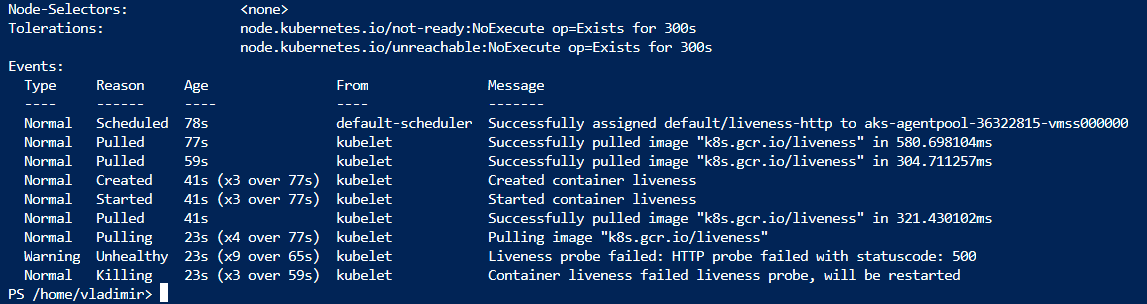 Node-Selectors:              <none>
Tolerations:                 node.kubernetes.io/not-ready:NoExecute op=Exists for 300s
                             node.kubernetes.io/unreachable:NoExecute op=Exists for 300s
Events:
  Type     Reason     Age                From               Message
  ----     ------     ----               ----               -------
  Normal   Scheduled  78s                default-scheduler  Successfully assigned default/liveness-http to aks-agentpool-36322815-vmss000000
  Normal   Pulled     77s                kubelet            Successfully pulled image "k8s.gcr.io/liveness" in 580.698104ms
  Normal   Pulled     59s                kubelet            Successfully pulled image "k8s.gcr.io/liveness" in 304.711257ms
  Normal   Created    41s (x3 over 77s)  kubelet            Created container liveness
  Normal   Started    41s (x3 over 77s)  kubelet            Started container liveness
  Normal   Pulled     41s                kubelet            Successfully pulled image "k8s.gcr.io/liveness" in 321.430102ms
  Normal   Pulling    23s (x4 over 77s)  kubelet            Pulling image "k8s.gcr.io/liveness"
  Warning  Unhealthy  23s (x9 over 65s)  kubelet            Liveness probe failed: HTTP probe failed with statuscode: 500
  Normal   Killing    23s (x3 over 59s)  kubelet            Container liveness failed liveness probe, will be restarted
PS /home/vladimir>